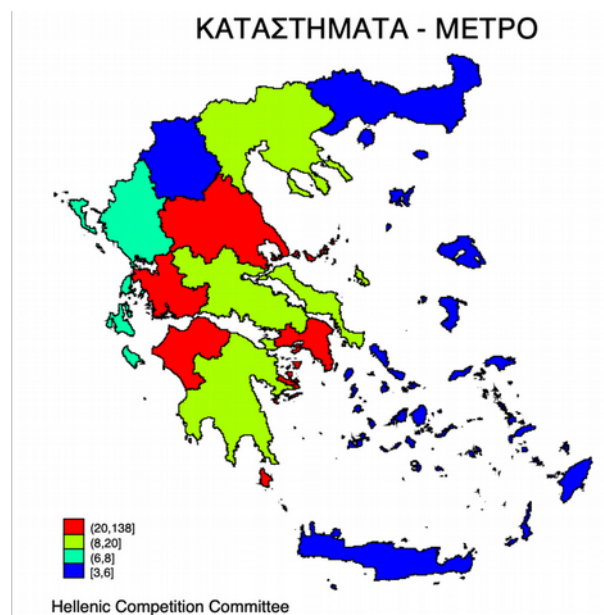 ΚΑΤΑΣΤΗΜΑΤΑ - ΜΕΤΡΟ
(20,138]
(8,20]
(6,8]
[3,6]
Hellenic Competition Committee